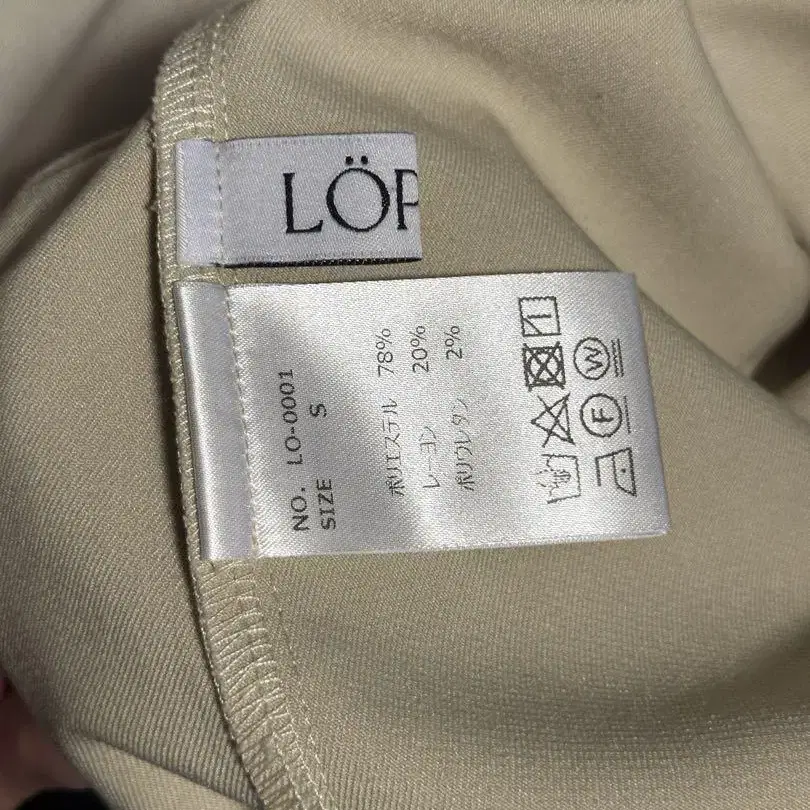 LÖP
NO. LO-0001
SIZE S
ポリエステル 78%
レーヨン 20%
ポリウレタン 2%
W
F